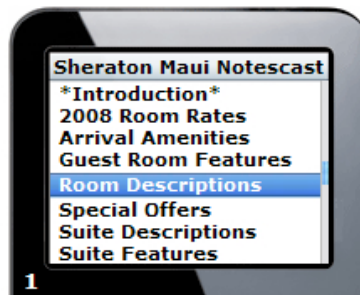 Sheraton Maui Notescast
*Introduction*
2008 Room Rates
Arrival Amenities
Guest Room Features
Room Descriptions
Special Offers
Suite Descriptions
Suite Features
1